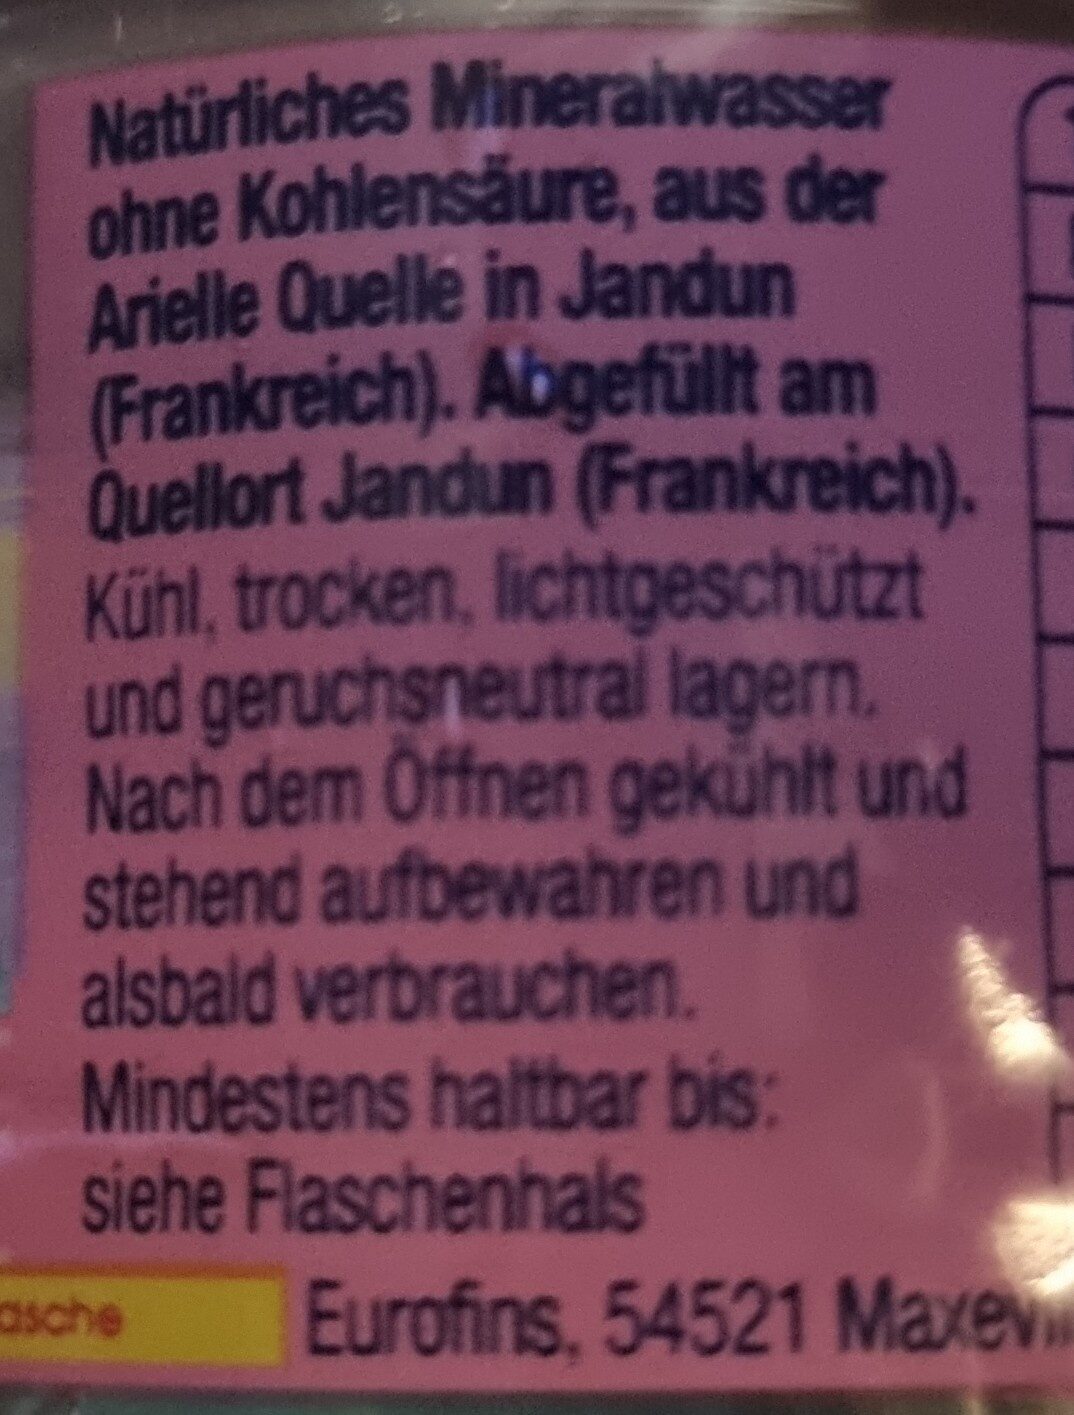 Natürliches Mineralwasser
ohne Kohlensäure, aus der
Arielle Quelle in Jandun
(Frankreich). Abgefüllt am
Quellort Jandun (Frankreich).
Kühl, trocken, lichtgeschützt
und geruchsneutral lagern.
Nach dem Öffnen gekühlt und
stehend aufbewahren und
alsbald verbrauchen.
Mindestens haltbar bis:
siehe Flaschenhals
asche
Eurofins, 54521 Maxevi